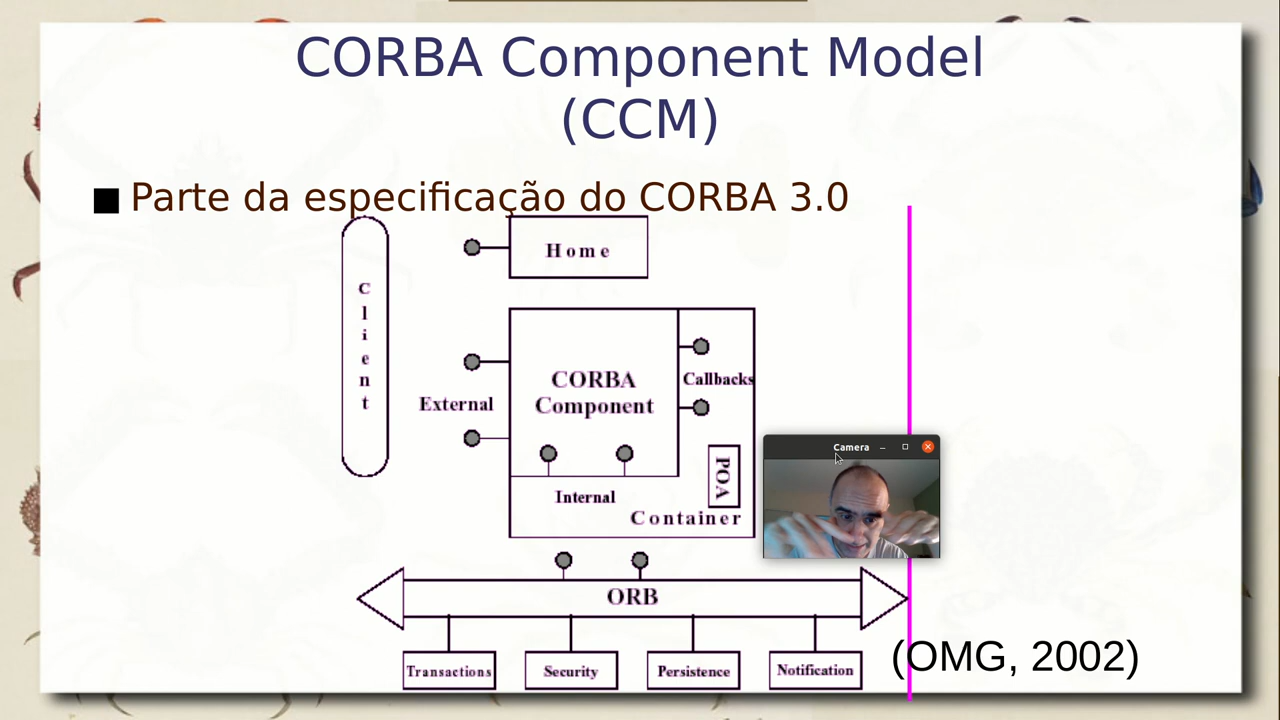 CORBA Component Model
(CCM)
Parte da especificação do CORBA 3.0
Home
Client
CORBA
Component
Callbacks
External
POA
Internal
Container
Camera
ORB
Transactions
Security
Persistence
Notification
(OMG, 2002)